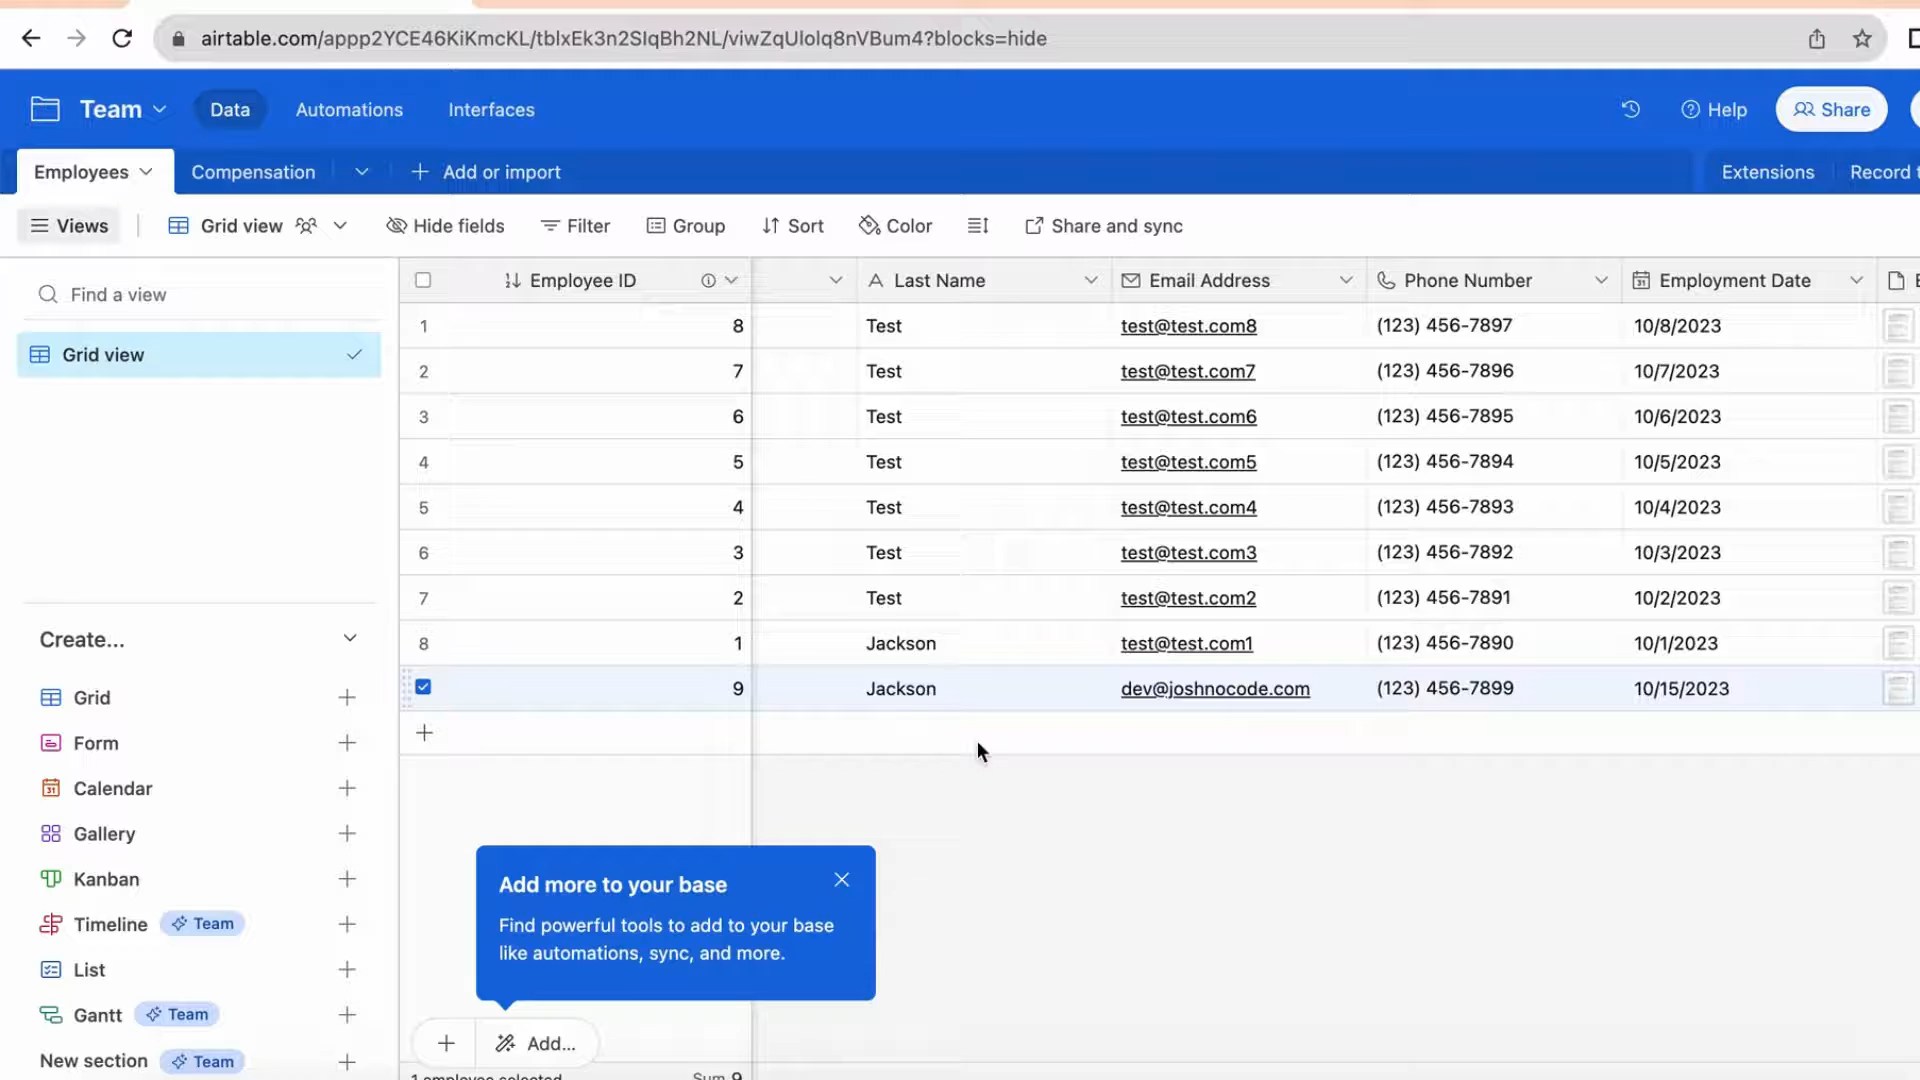 airtable.com/appp2YCE46KiKmcKL/tblxEk3n2SIqBh2NL/viwZqUlolq8nVBum4?blocks=hide
Team Data Automations Interfaces Help Share
Employees Compensation Add or import Extensions Record
Views Grid view Hide fields Filter Group Sort Color Share and sync
Find a view
Grid view
Employee ID Last Name Email Address Phone Number Employment Date
1 8 Test test@test.com8 (123) 456-7897 10/8/2023
2 7 Test test@test.com7 (123) 456-7896 10/7/2023
3 6 Test test@test.com6 (123) 456-7895 10/6/2023
4 5 Test test@test.com5 (123) 456-7894 10/5/2023
5 4 Test test@test.com4 (123) 456-7893 10/4/2023
6 3 Test test@test.com3 (123) 456-7892 10/3/2023
7 2 Test test@test.com2 (123) 456-7891 10/2/2023
8 1 Jackson test@test.com1 (123) 456-7890 10/1/2023
9 Jackson dev@joshnocode.com (123) 456-7899 10/15/2023
Create...
Grid
Form
Calendar
Gallery
Kanban
Timeline Team
List
Gantt Team
New section Team
Add more to your base
Find powerful tools to add to your base
like automations, sync, and more.
Add...
1 employee selected Sum 9